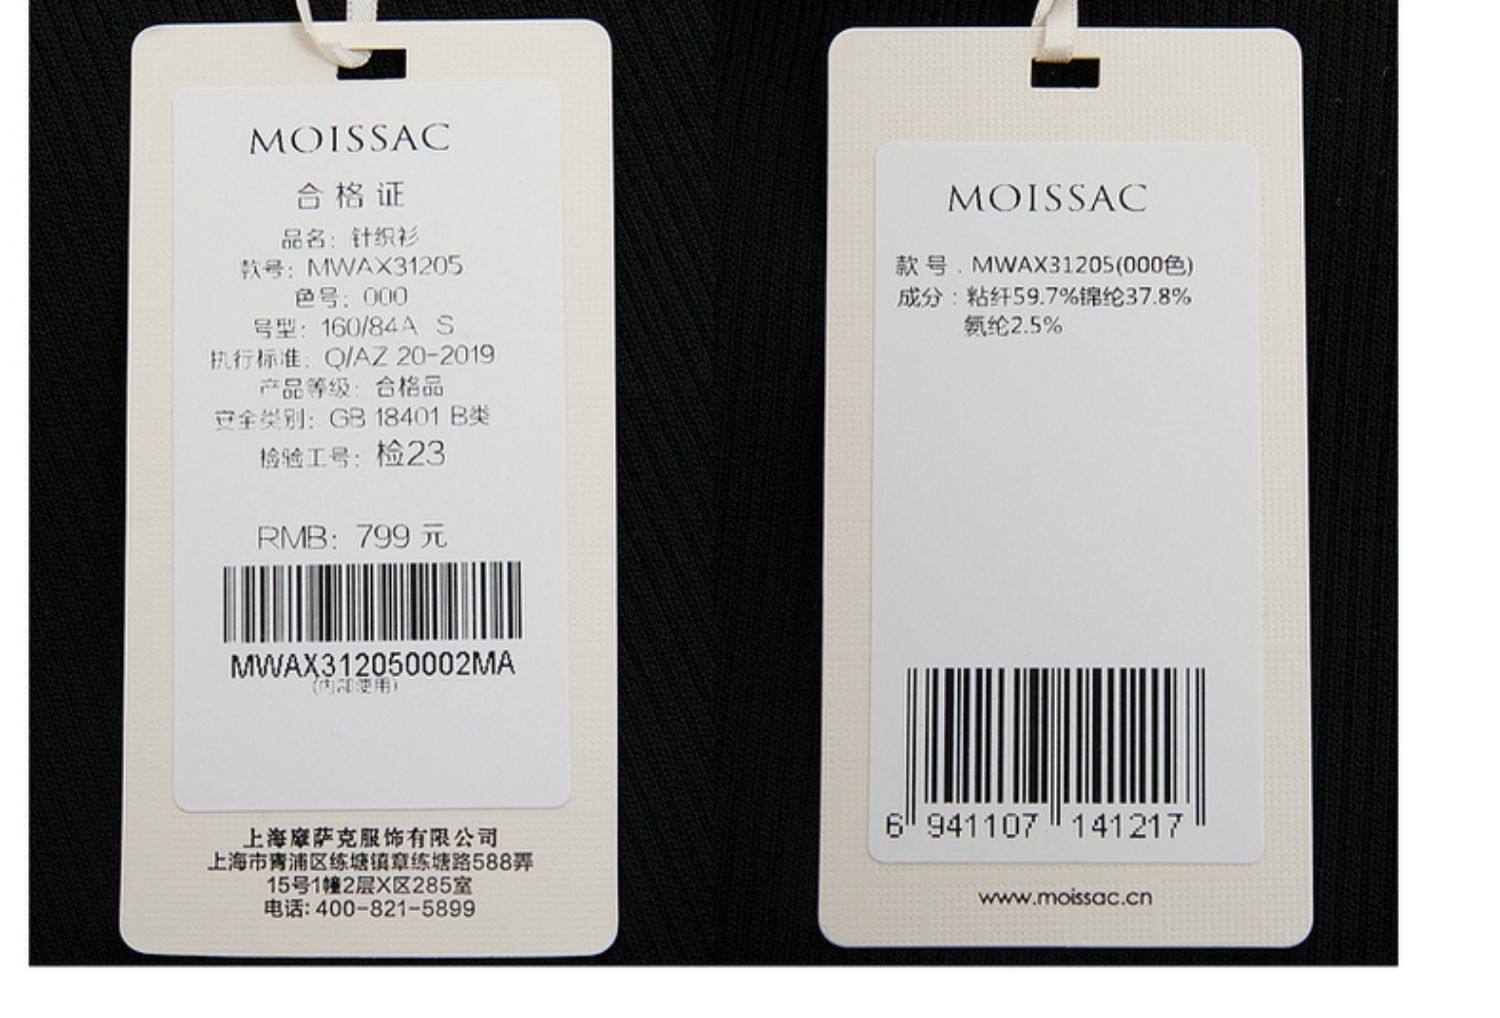 MOISSAC
合格证
品名：针织衫
款号：MWAX31205
色号：000
号型：160/84A S
执行标准：Q/AZ 20-2019
产品等级：合格品
安全类别：GB 18401 B类
检验工号：检23
RMB：799 元
MWAX312050002MA
(内部使用)
上海摩萨克服饰有限公司
上海市青浦区练塘镇章练塘路588弄
15号1幢2层X区285室
电话：400-821-5899
MOISSAC
款 号 . MWAX31205(000色)
成分：粘纤59.7%锦纶37.8%
氨纶2.5%
6 941107 141217
www.moissac.cn